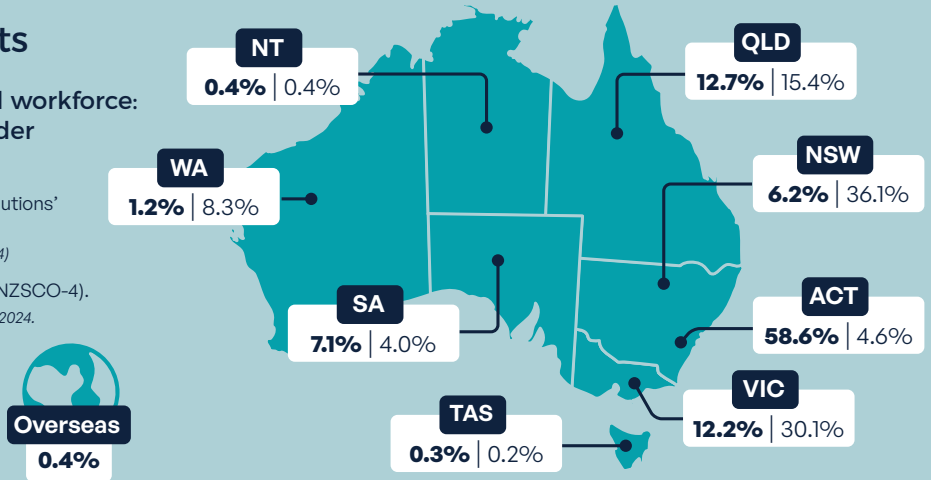 ts
workforce:
der
utions’
4)
NZSCO-4).
2024.
NT
0.4% | 0.4%
QLD
12.7% | 15.4%
WA
1.2% | 8.3%
NSW
6.2% | 36.1%
SA
7.1% | 4.0%
ACT
58.6% | 4.6%
VIC
12.2% | 30.1%
TAS
0.3% | 0.2%
Overseas
0.4%